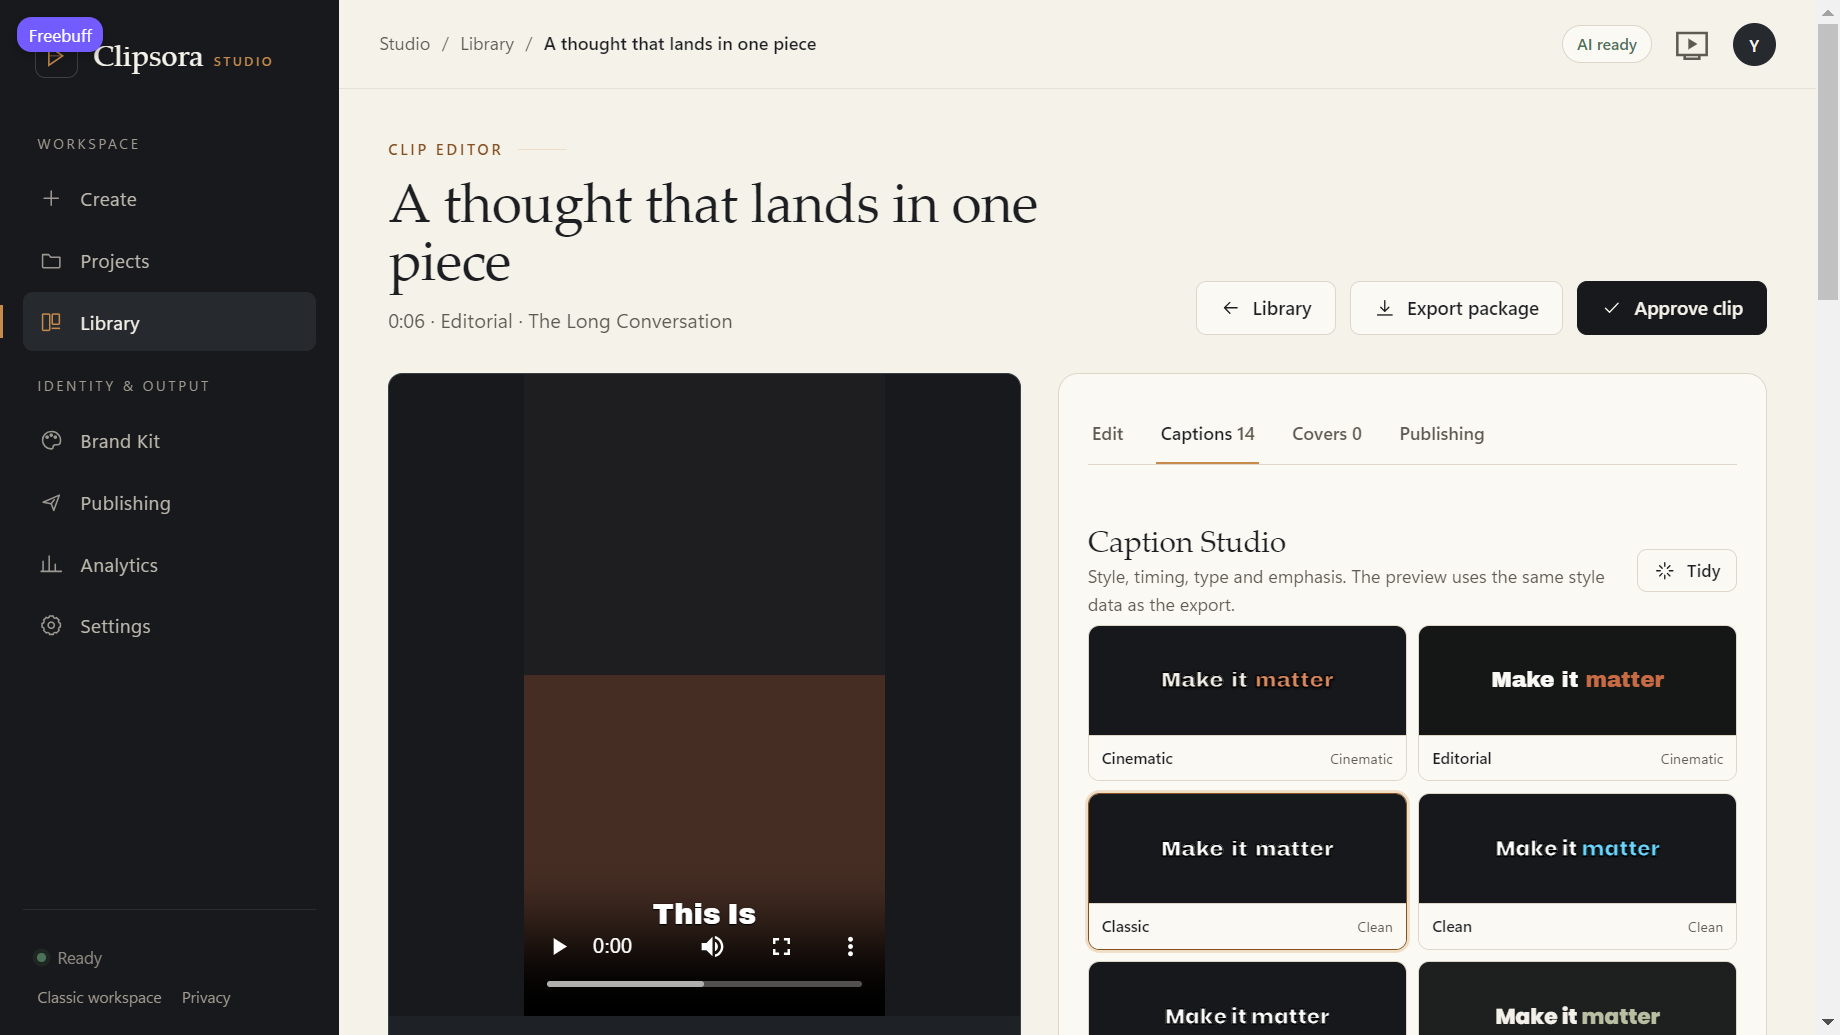 Freebuff
Clipsora STUDIO
WORKSPACE
Create
Projects
Library
IDENTITY & OUTPUT
Brand Kit
Publishing
Analytics
Settings
Ready
Classic workspace Privacy
Studio / Library / A thought that lands in one piece
AI ready
Y
CLIP EDITOR
A thought that lands in one
piece
0:06 · Editorial · The Long Conversation
Library
Export package
Approve clip
This Is
0:00
Edit Captions 14 Covers 0 Publishing
Caption Studio
Style, timing, type and emphasis. The preview uses the same style
data as the export.
Tidy
Make it matter
Cinematic Cinematic
Make it matter
Editorial Cinematic
Make it matter
Classic Clean
Make it matter
Clean Clean
Make it matter
Make it matter